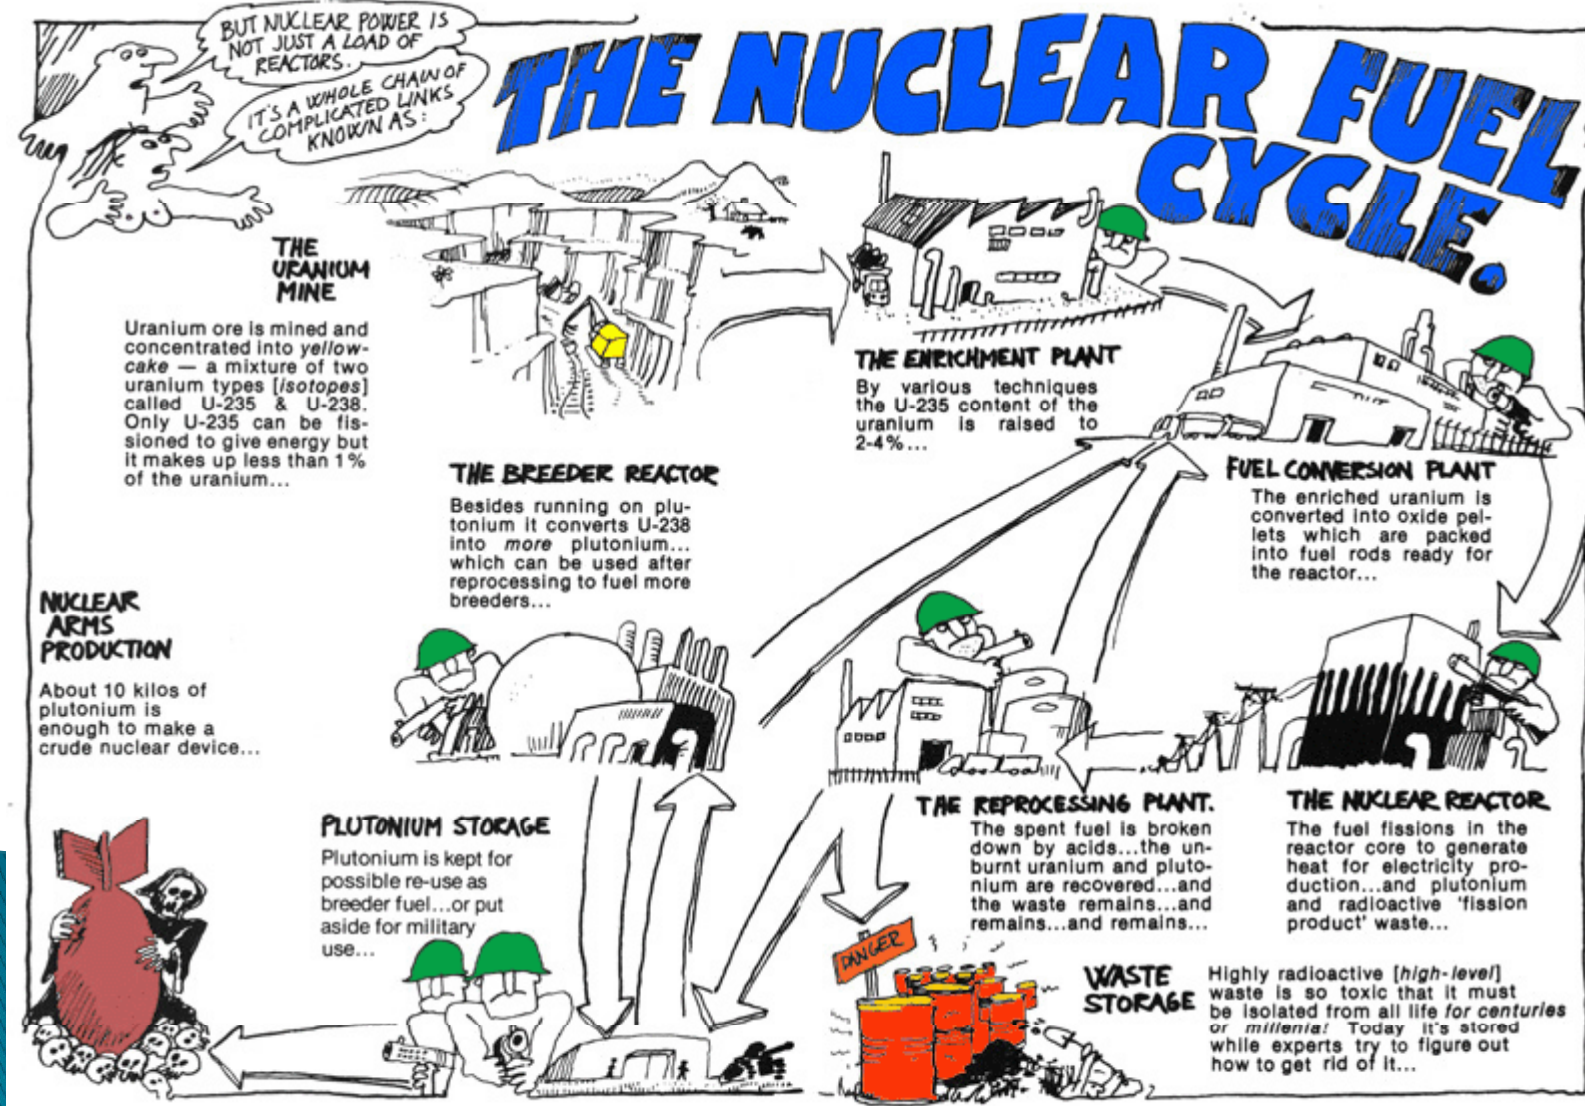 BUT NUCLEAR POWER IS
NOT JUST A LOAD OF
REACTORS.
IT'S A WHOLE CHAIN OF
COMPLICATED LINKS
KNOWN AS:
THE NUCLEAR FUEL
CYCLE.
THE
URANIUM
MINE
Uranium ore is mined and
concentrated into yellow-
cake — a mixture of two
uranium types [isotopes]
called U-235 & U-238.
Only U-235 can be fis-
sioned to give energy but
it makes up less than 1%
of the uranium...
THE ENRICHMENT PLANT
By various techniques
the U-235 content of the
uranium is raised to
2-4%...
FUEL CONVERSION PLANT
The enriched uranium is
converted into oxide pel-
lets which are packed
into fuel rods ready for
the reactor...
THE BREEDER REACTOR
Besides running on plu-
tonium it converts U-238
into more plutonium...
which can be used after
reprocessing to fuel more
breeders...
NUCLEAR
ARMS
PRODUCTION
About 10 kilos of
plutonium is
enough to make a
crude nuclear device...
PLUTONIUM STORAGE
Plutonium is kept for
possible re-use as
breeder fuel...or put
aside for military
use...
THE REPROCESSING PLANT.
The spent fuel is broken
down by acids...the un-
burnt uranium and pluto-
nium are recovered...and
the waste remains...and
remains...and remains...
THE NUCLEAR REACTOR
The fuel fissions in the
reactor core to generate
heat for electricity pro-
duction...and plutonium
and radioactive 'fission
product' waste...
DANGER
WASTE
STORAGE
Highly radioactive [high-level]
waste is so toxic that it must
be isolated from all life for centuries
or millenia! Today it's stored
while experts try to figure out
how to get rid of it...